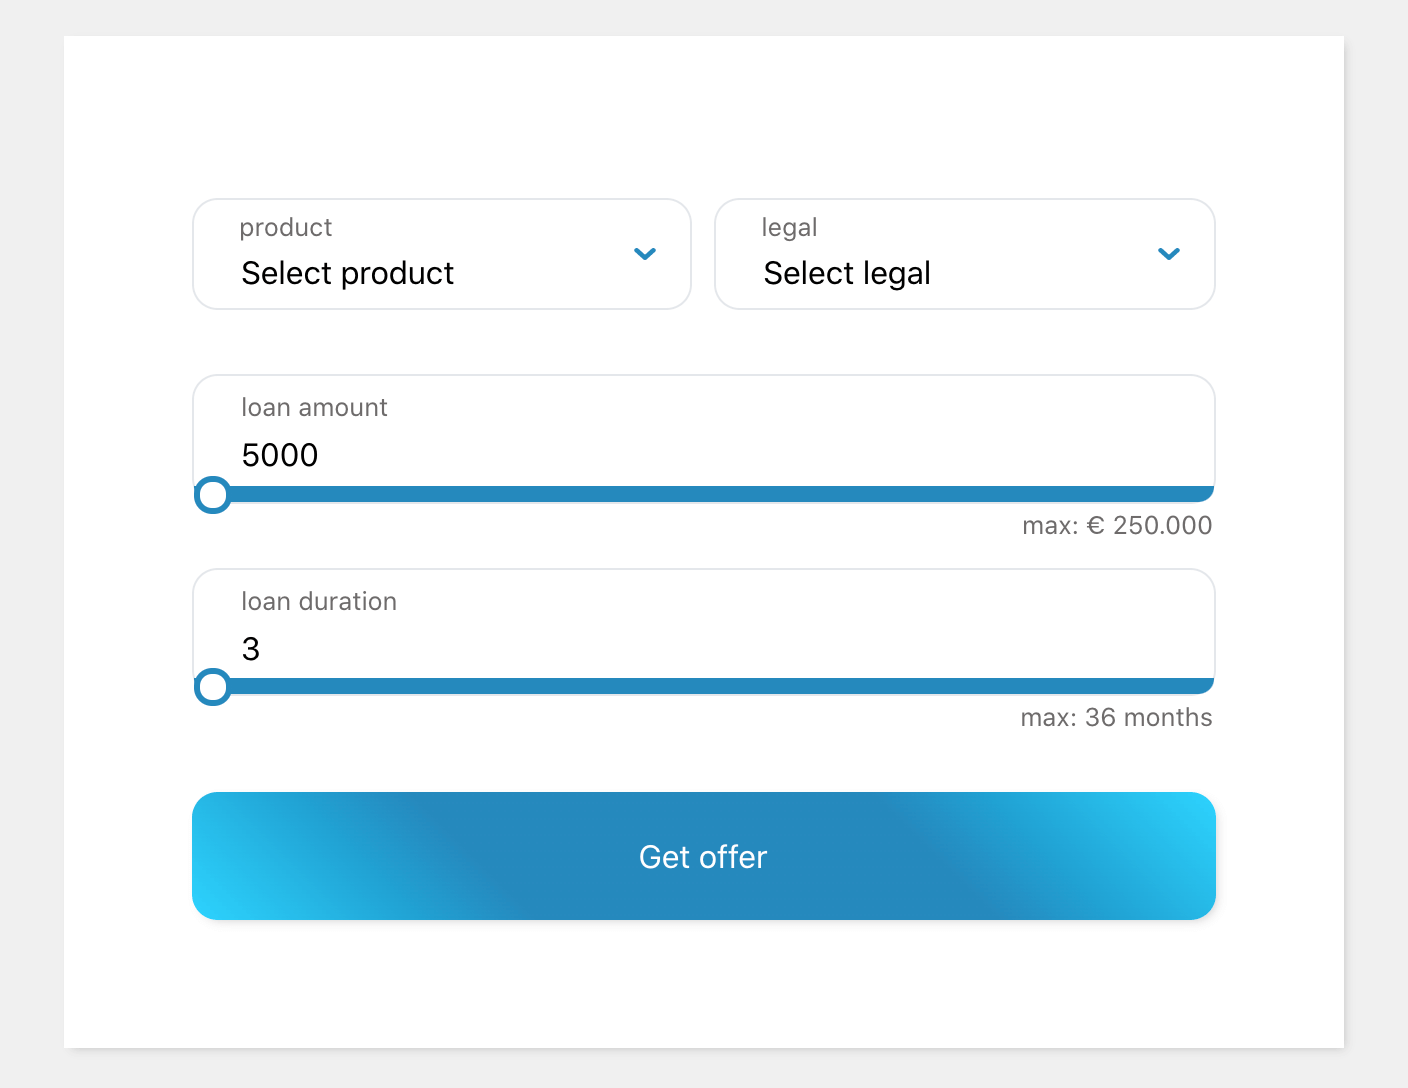 product
Select product
legal
Select legal
loan amount
5000
max: € 250.000
loan duration
3
max: 36 months
Get offer